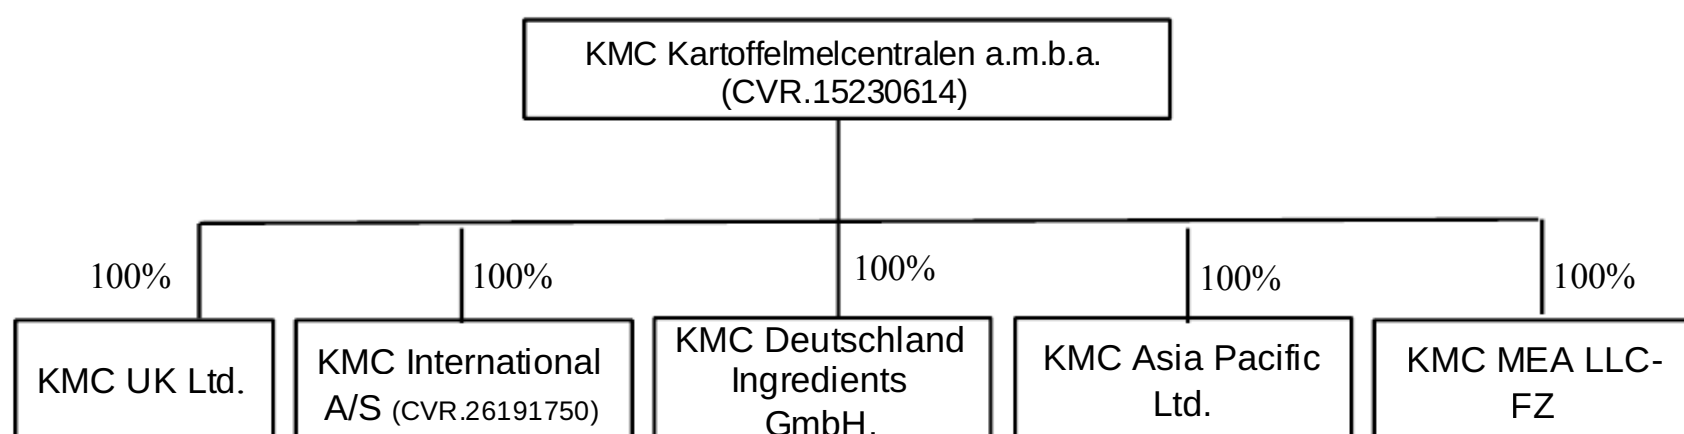 KMC Kartoffelmelcentralen a.m.b.a.
(CVR.15230614)
100%
100%
100%
100%
100%
KMC UK Ltd.
KMC International
A/S (CVR.26191750)
KMC Deutschland
Ingredients
GmbH.
KMC Asia Pacific
Ltd.
KMC MEA LLC-
FZ